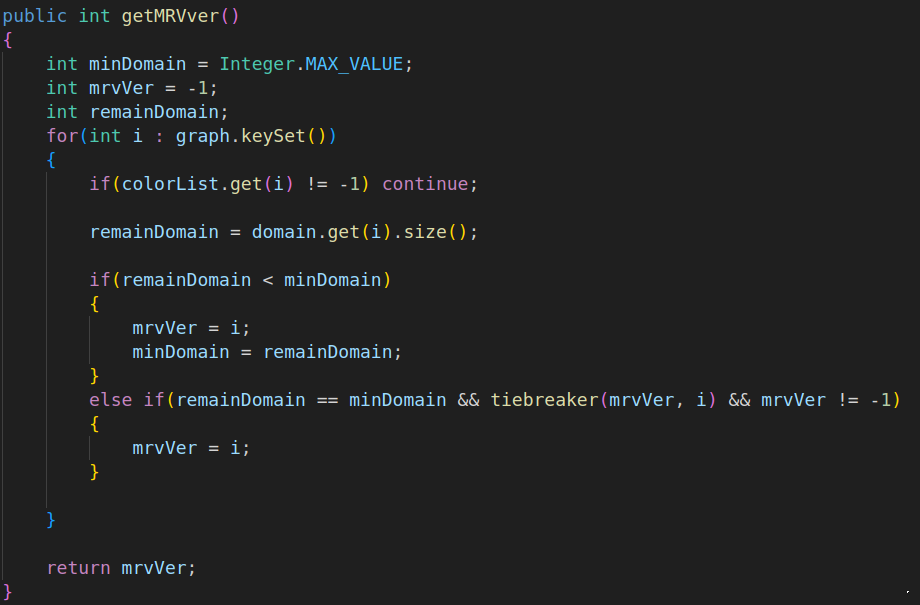 public int getMRVver()
{
int minDomain = Integer.MAX_VALUE;
int mrvVer = -1;
int remainDomain;
for(int i : graph.keySet())
{
if(colorList.get(i) != -1) continue;
remainDomain = domain.get(i).size();
if(remainDomain < minDomain)
{
mrvVer = i;
minDomain = remainDomain;
}
else if(remainDomain == minDomain && tiebreaker(mrvVer, i) && mrvVer != -1)
{
mrvVer = i;
}
}
return mrvVer;
}